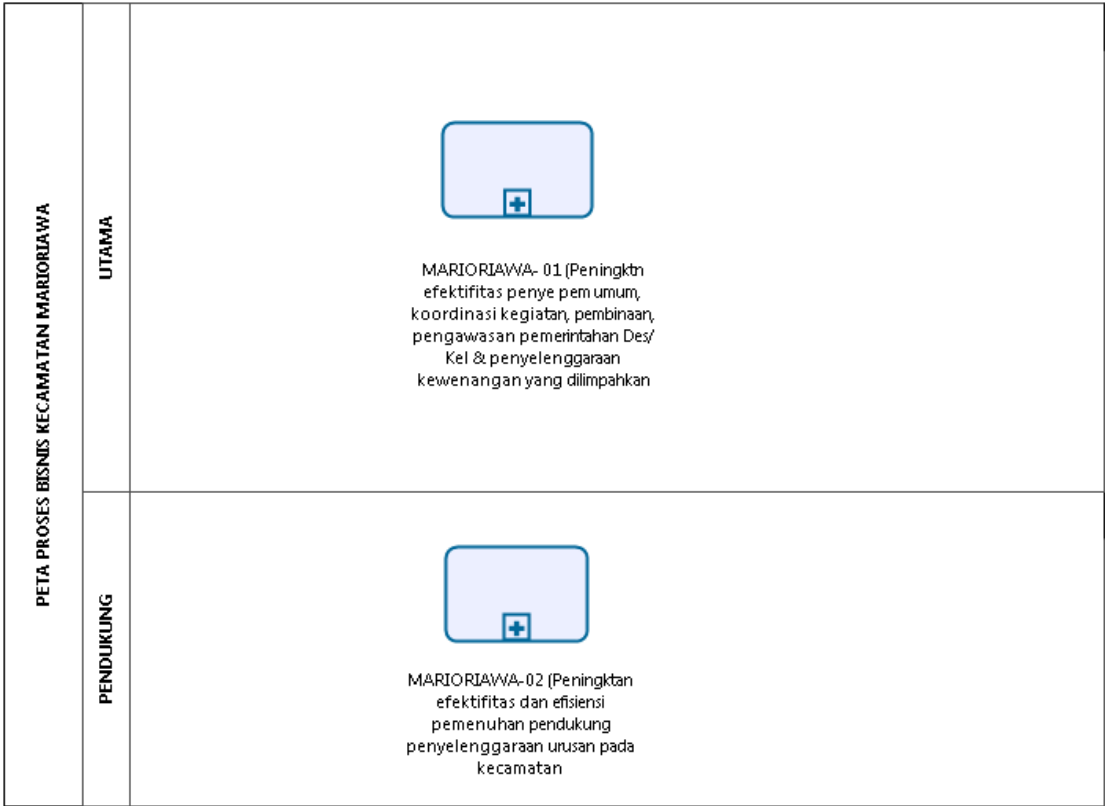 PETA PROSES BISNIS KECAMATAN MARIORIAWA
UTAMA
MARIORIAWA- 01 (Peningktn
efektifitas penye pem umum,
koordinasi kegiatan, pembinaan,
pengawasan pemerintahan Des/
Kel & penyelenggaraan
kewenangan yang dilimpahkan
PENDUKUNG
MARIORIAWA-02 (Peningktan
efektifitas dan efisiensi
pemenuhan pendukung
penyelenggaraan urusan pada
kecamatan